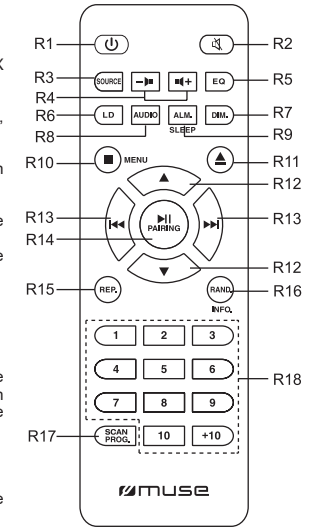 R1
R2
R3
SOURCE
EQ
R5
R4
R6
LD
AUDIO
ALM.
DIM.
R7
R8
SLEEP
R9
R10
MENU
R11
R12
R13
R13
R14
PAIRING
R12
R15
REP.
RAND.
R16
INFO.
1
2
3
4
5
6
R18
7
8
9
R17
SCAN
PROG.
10
+10
muse